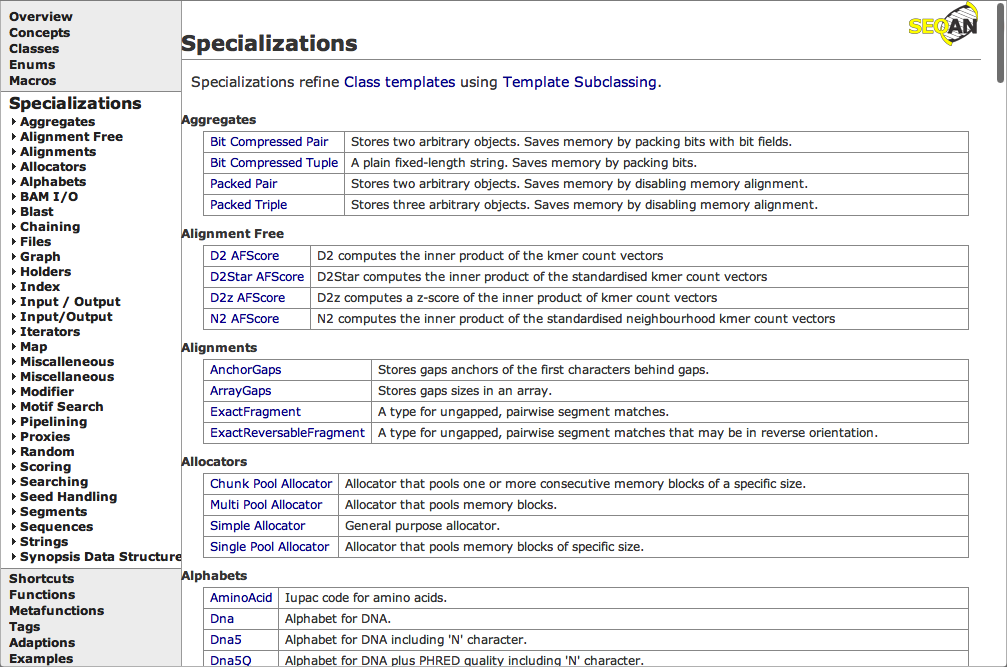 Overview
Concepts
Classes
Enums
Macros
Specializations
Aggregates
Alignment Free
Alignments
Allocators
Alphabets
BAM I/O
Blast
Chaining
Files
Graph
Holders
Index
Input / Output
Input/Output
Iterators
Map
Miscalleneous
Miscellaneous
Modifier
Motif Search
Pipelining
Proxies
Random
Scoring
Searching
Seed Handling
Segments
Sequences
Strings
Synopsis Data Structure
Shortcuts
Functions
Metafunctions
Tags
Adaptions
Examples
SEQAN
Specializations
Specializations refine Class templates using Template Subclassing.
Aggregates
Bit Compressed Pair Stores two arbitrary objects. Saves memory by packing bits with bit fields.
Bit Compressed Tuple A plain fixed-length string. Saves memory by packing bits.
Packed Pair Stores two arbitrary objects. Saves memory by disabling memory alignment.
Packed Triple Stores three arbitrary objects. Saves memory by disabling memory alignment.
Alignment Free
D2 AFScore D2 computes the inner product of the kmer count vectors
D2Star AFScore D2Star computes the inner product of the standardised kmer count vectors
D2z AFScore D2z computes a z-score of the inner product of kmer count vectors
N2 AFScore N2 computes the inner product of the standardised neighbourhood kmer count vectors
Alignments
AnchorGaps Stores gaps anchors of the first characters behind gaps.
ArrayGaps Stores gaps sizes in an array.
ExactFragment A type for ungapped, pairwise segment matches.
ExactReversableFragment A type for ungapped, pairwise segment matches that may be in reverse orientation.
Allocators
Chunk Pool Allocator Allocator that pools one or more consecutive memory blocks of a specific size.
Multi Pool Allocator Allocator that pools memory blocks.
Simple Allocator General purpose allocator.
Single Pool Allocator Allocator that pools memory blocks of specific size.
Alphabets
AminoAcid Iupac code for amino acids.
Dna Alphabet for DNA.
Dna5 Alphabet for DNA including 'N' character.
Dna5Q Alphabet for DNA plus PHRED quality including 'N' character.